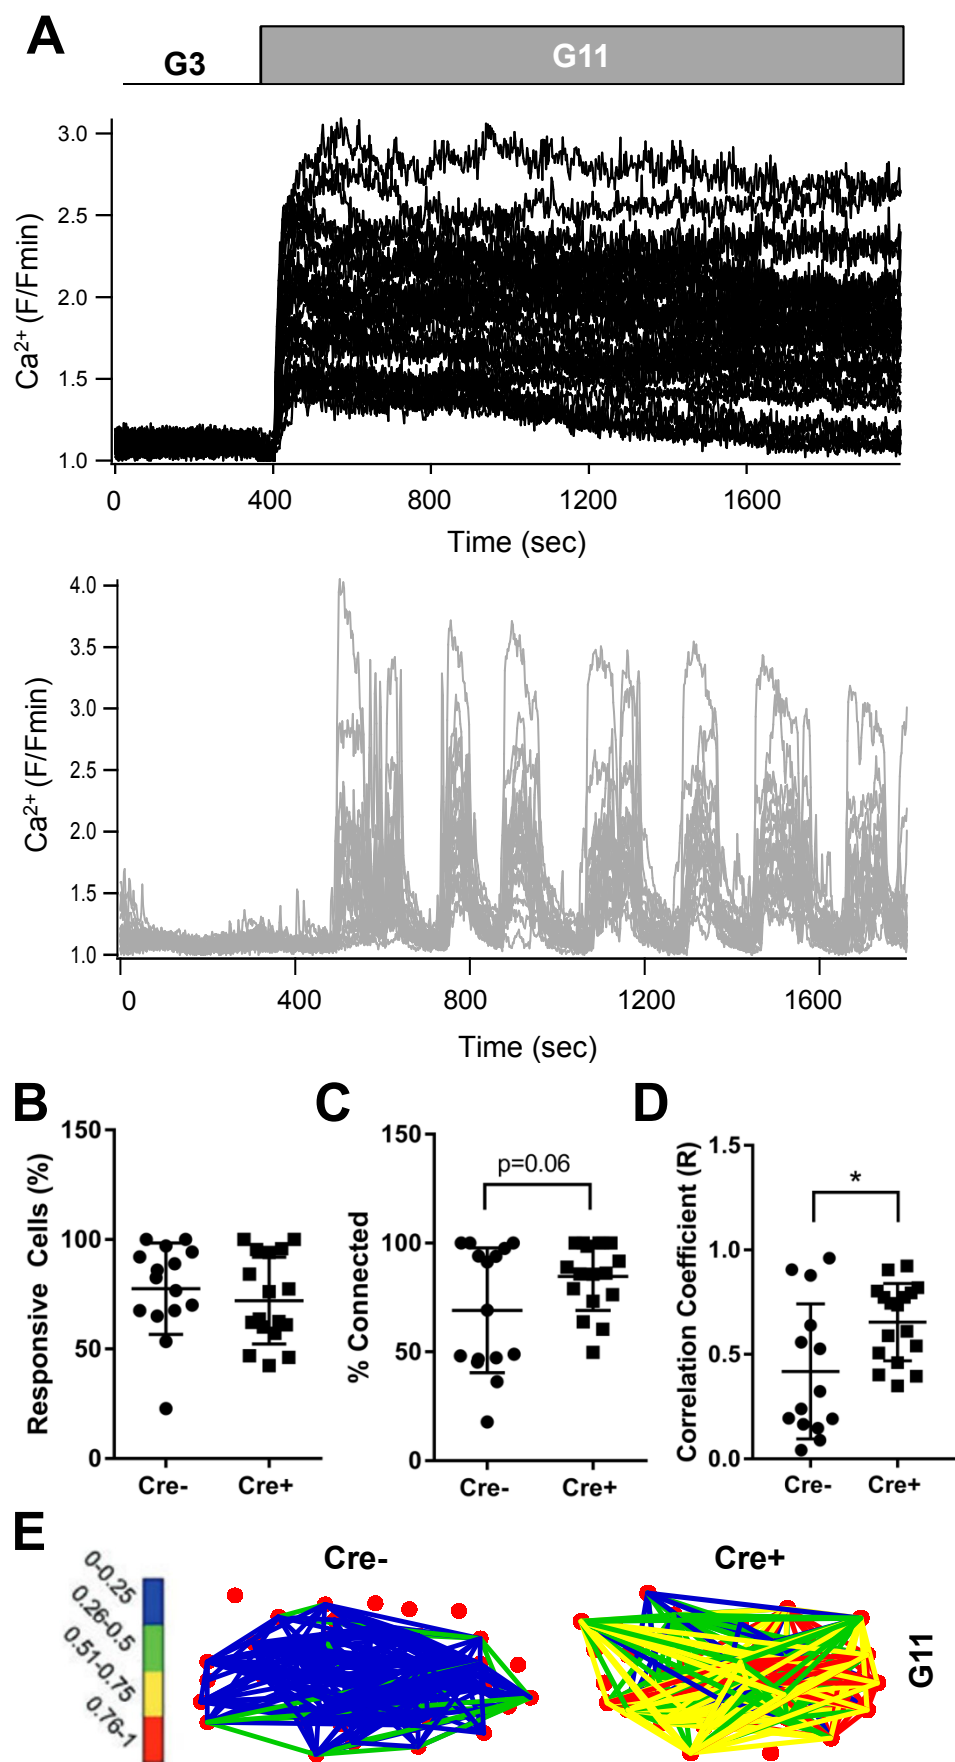 A
G3
G11
Ca²⁺ (F/Fmin)
3.0
2.5
2.0
1.5
1.0
0
400
800
1200
1600
Time (sec)
Ca²⁺ (F/Fmin)
4.0
3.5
3.0
2.5
2.0
1.5
1.0
0
400
800
1200
1600
Time (sec)
B
Responsive Cells (%)
150
100
50
0
Cre-
Cre+
C
% Connected
150
100
50
0
p=0.06
Cre-
Cre+
D
Correlation Coefficient (R)
1.5
1.0
0.5
0.0
*
Cre-
Cre+
E
0-0.25
0.26-0.5
0.51-0.75
0.76-1
Cre-
Cre+
G11